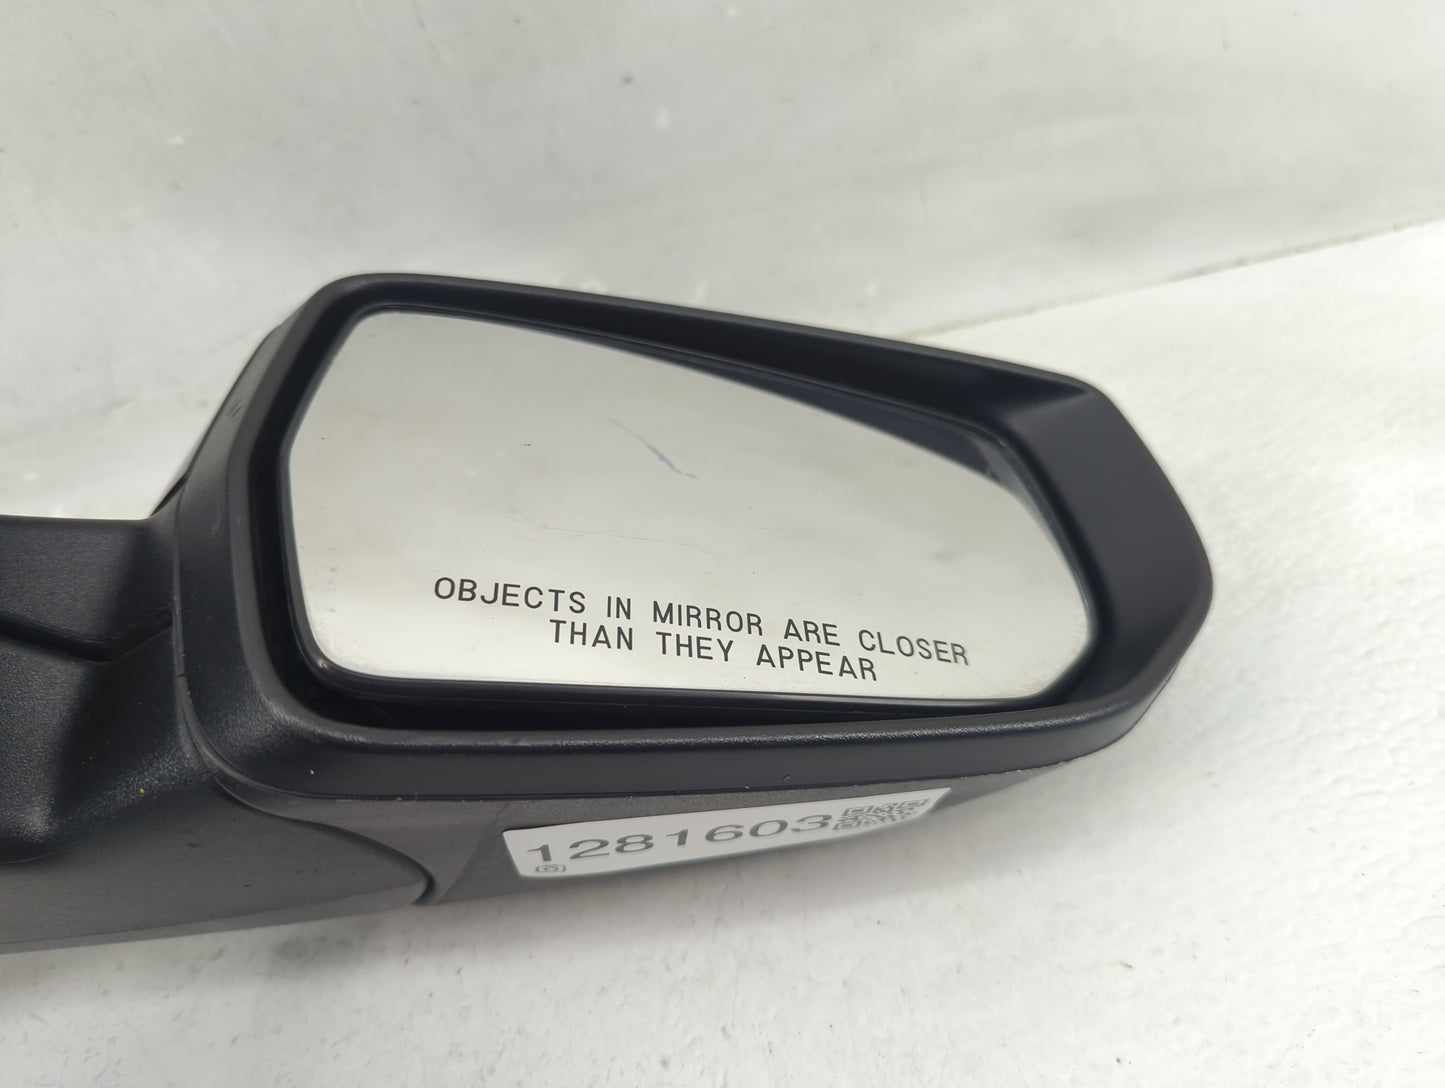 OBJECTS IN MIRROR ARE CLOSER
THAN THEY APPEAR
1281603